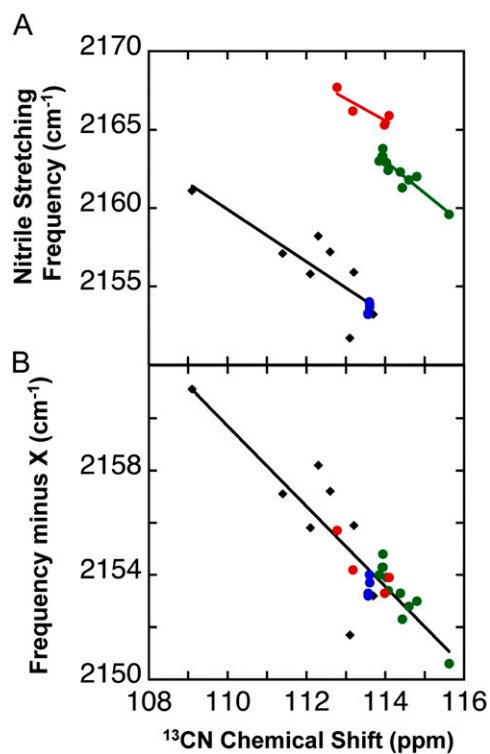 A
Nitrile Stretching
Frequency (cm⁻¹)
2170
2165
2160
2154
B
Frequency minus X (cm⁻¹)
2158
2154
2150
108
110
112
114
116
¹³CN Chemical Shift (ppm)